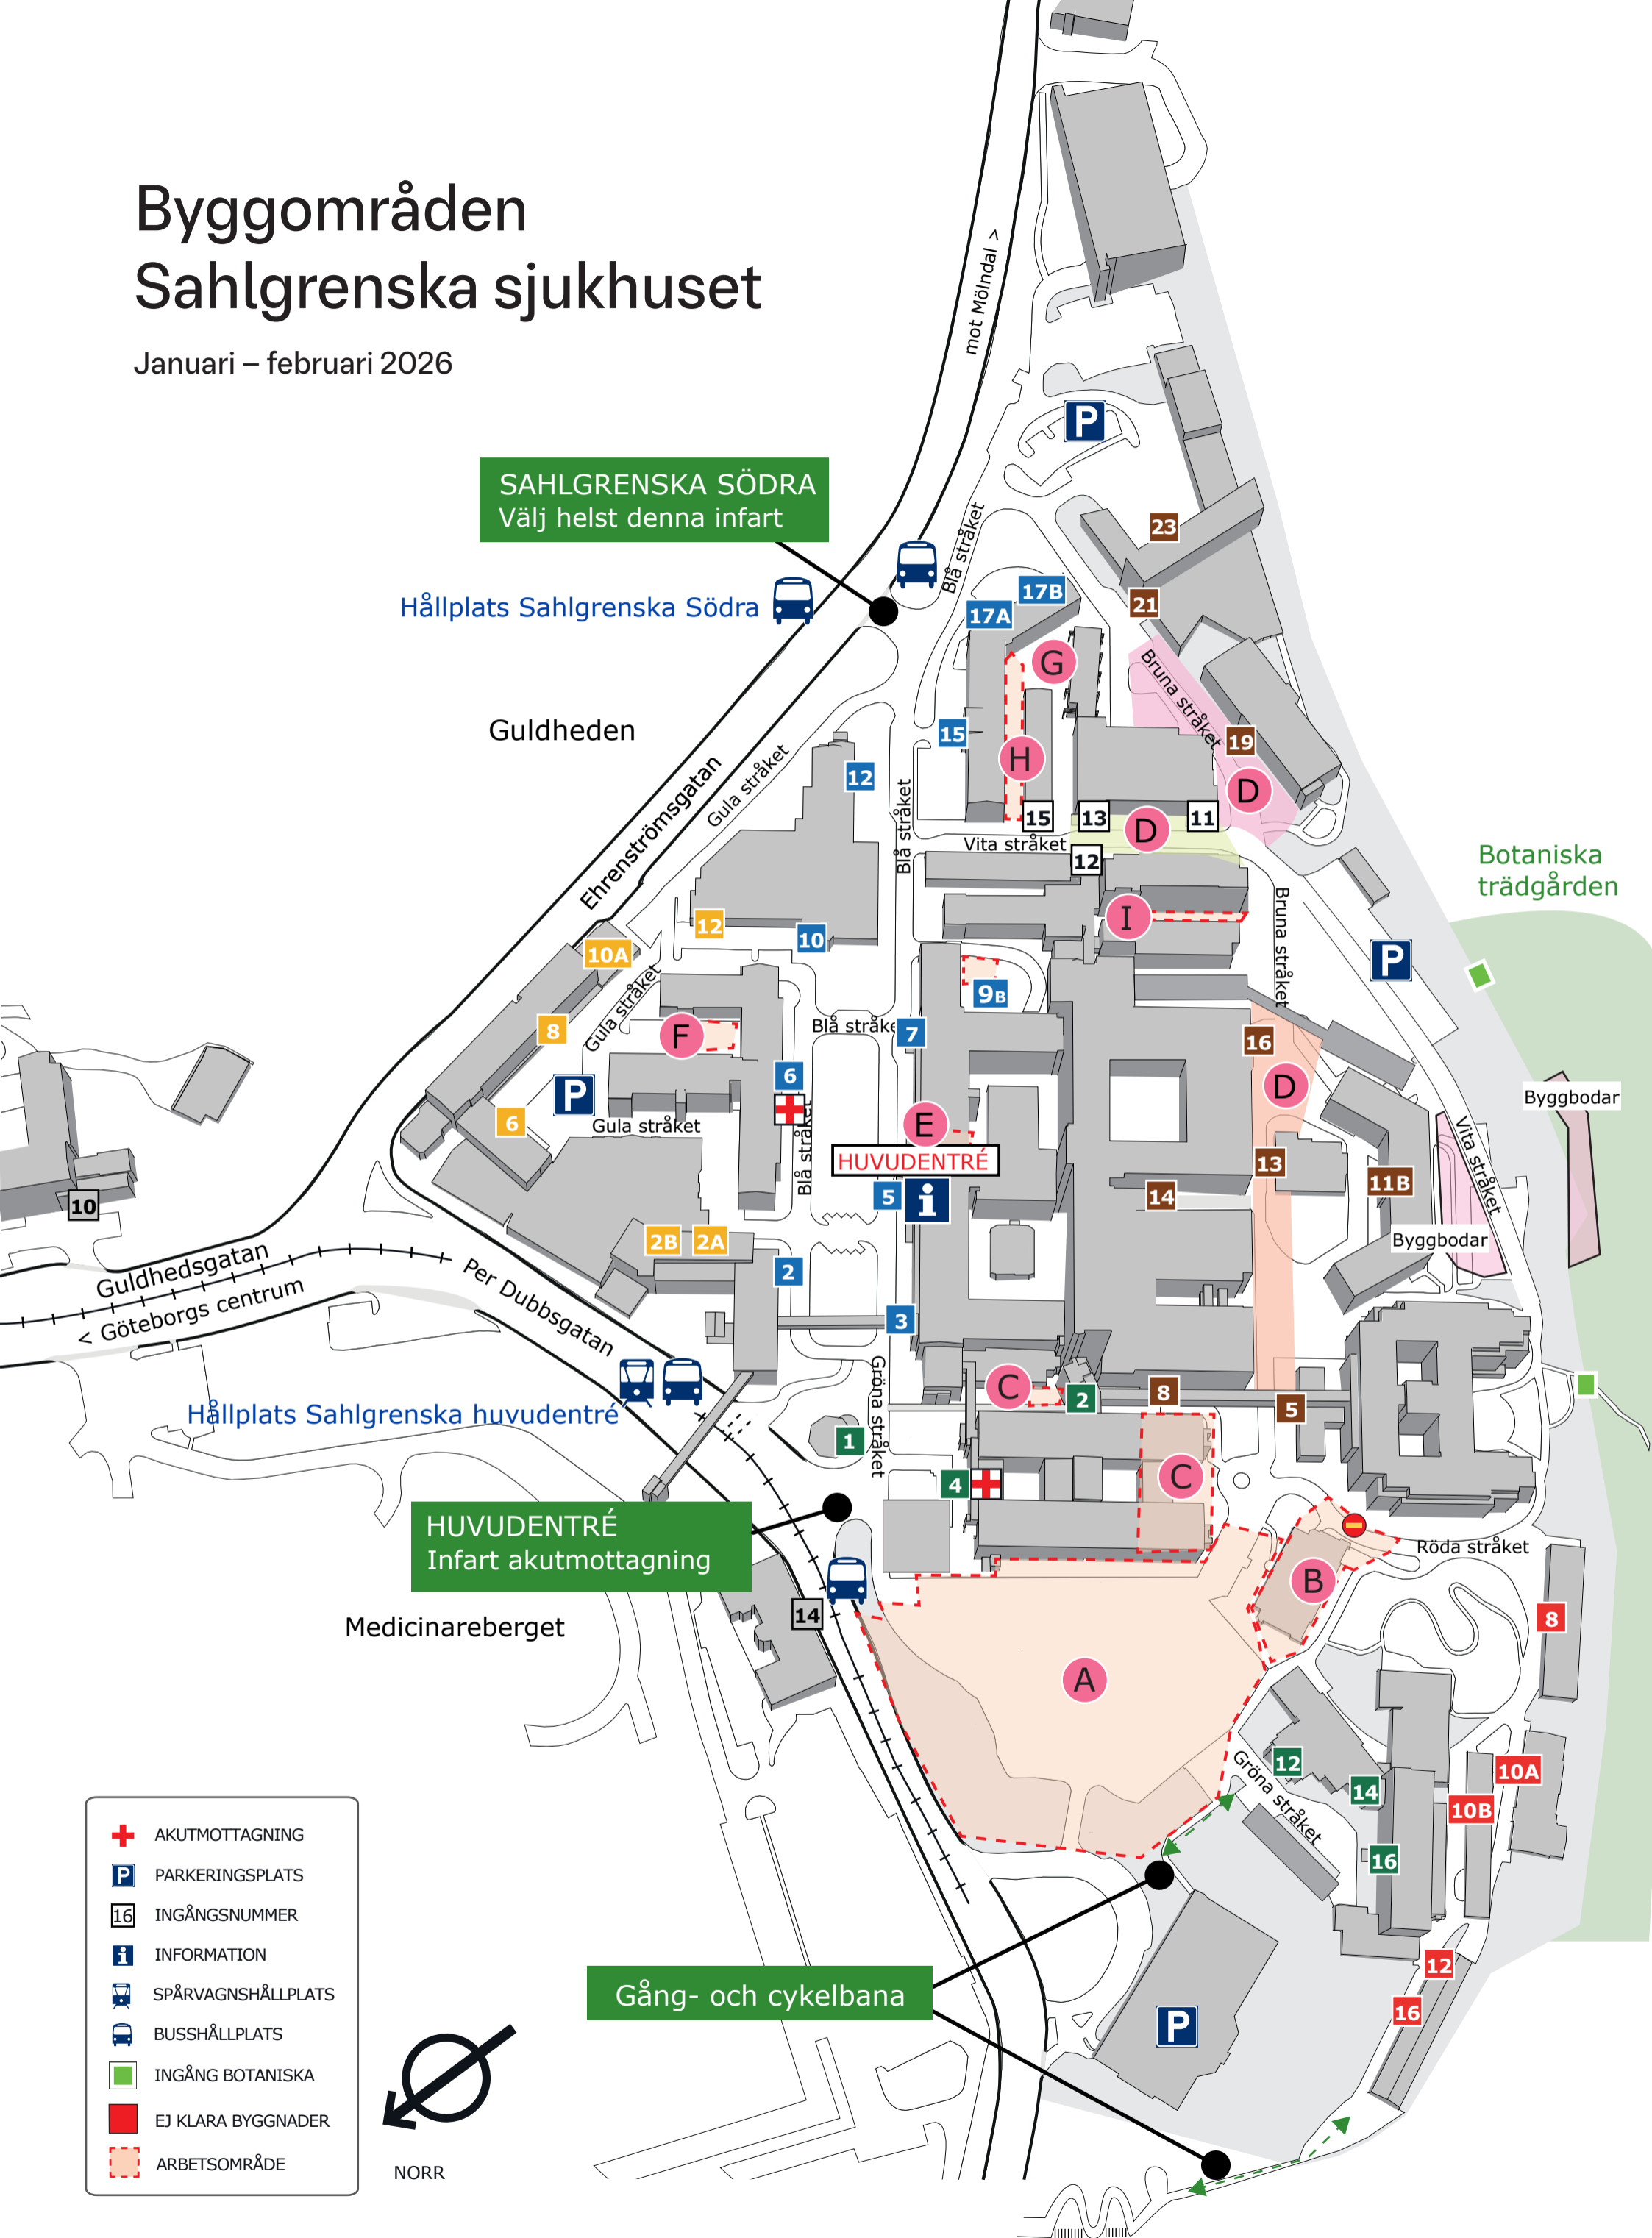 Byggområden
Sahlgrenska sjukhuset
Januari – februari 2026
mot Mölndal >
P
SAHLGRENSKA SÖDRA
Välj helst denna infart
Blå stråket
23
Hållplats Sahlgrenska Södra
17B
17A
21
G
Bruna stråket
Guldheden
15
19
H
12
D
Ehrenströmsgatan
Gula stråket
Blå stråket
15
13
D
11
Vita stråket
12
Botaniska
trädgården
12
10
I
Bruna stråket
10A
P
Gula stråket
9B
8
F
Blå stråke
7
16
P
6
D
Byggbodar
6
Gula stråket
E
Vita stråket
Blå stråket
HUVUDENTRÉ
13
11B
10
5
i
14
2B
2A
Byggbodar
Guldhedsgatan
2
< Göteborgs centrum
Per Dubbsgatan
3
Gröna stråket
C
2
8
5
Hållplats Sahlgrenska huvudentré
1
4
C
HUVUDENTRÉ
Infart akutmottagning
Röda stråket
B
14
8
Medicinareberget
A
12
Gröna stråket
14
10A
10B
16
12
16
Gång- och cykelbana
P
AKUTMOTTAGNING
P PARKERINGSPLATS
16 INGÅNGSNUMMER
i INFORMATION
SPÅRVAGNSHÅLLPLATS
BUSSHÅLLPLATS
INGÅNG BOTANISKA
EJ KLARA BYGGNADER
ARBETSOMRÅDE
NORR